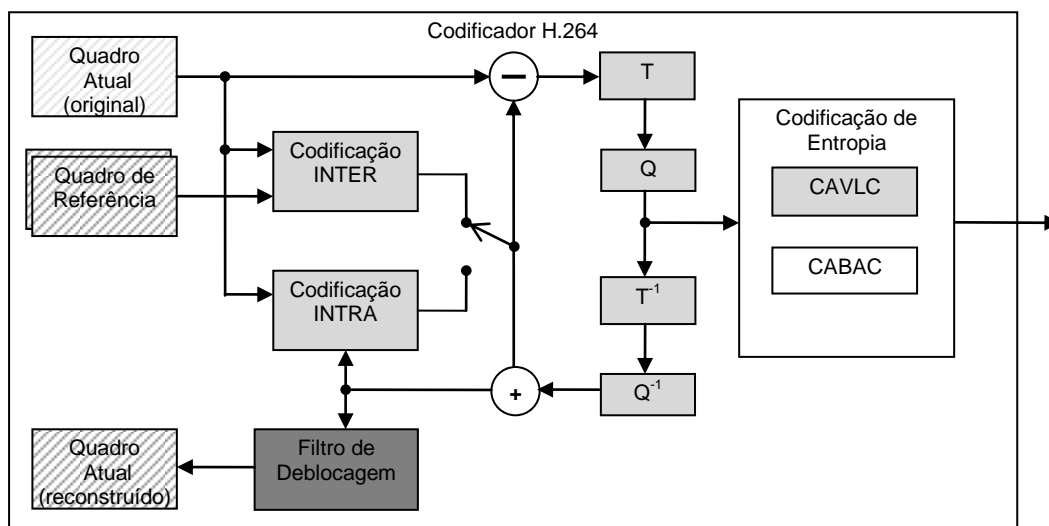 Codificador H.264
Quadro
Atual
(original)
T
Codificação de
Entropia
Codificação
INTER
Q
CAVLC
Quadro de
Referência
CABAC
Codificação
INTRA
T-1
Q-1
+
Quadro
Atual
(reconstruído)
Filtro de
Deblocagem